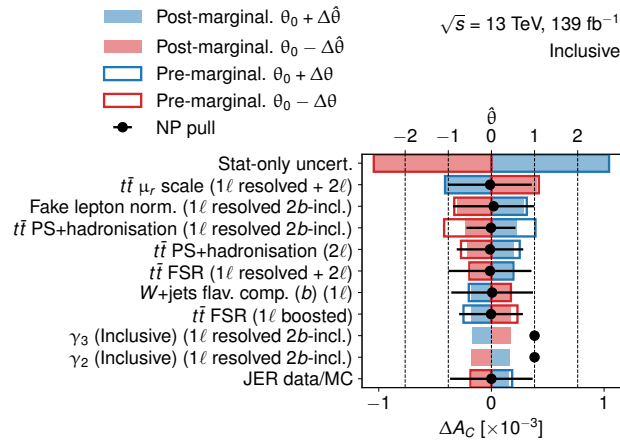 Post-marginal. θ₀ + Δθ̂
Post-marginal. θ₀ − Δθ̂
Pre-marginal. θ₀ + Δθ
Pre-marginal. θ₀ − Δθ
NP pull
√s = 13 TeV, 139 fb⁻¹
Inclusive
θ̂
−2 −1 0 1 2
Stat-only uncert.
tt̄ μᵣ scale (1ℓ resolved + 2ℓ)
Fake lepton norm. (1ℓ resolved 2b-incl.)
tt̄ PS+hadronisation (1ℓ resolved 2b-incl.)
tt̄ PS+hadronisation (2ℓ)
tt̄ FSR (1ℓ resolved + 2ℓ)
W+jets flav. comp. (b) (1ℓ)
tt̄ FSR (1ℓ boosted)
γ₃ (Inclusive) (1ℓ resolved 2b-incl.)
γ₂ (Inclusive) (1ℓ resolved 2b-incl.)
JER data/MC
−1 0 1
ΔA_C [×10⁻³]